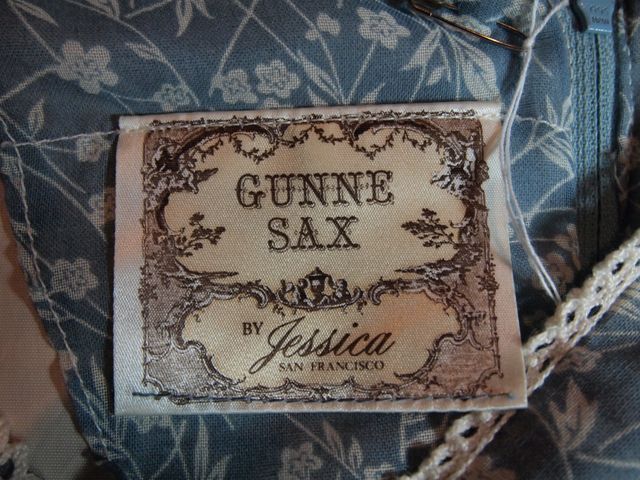 GUNNE
SAX
BY Jessica
SAN FRANCISCO